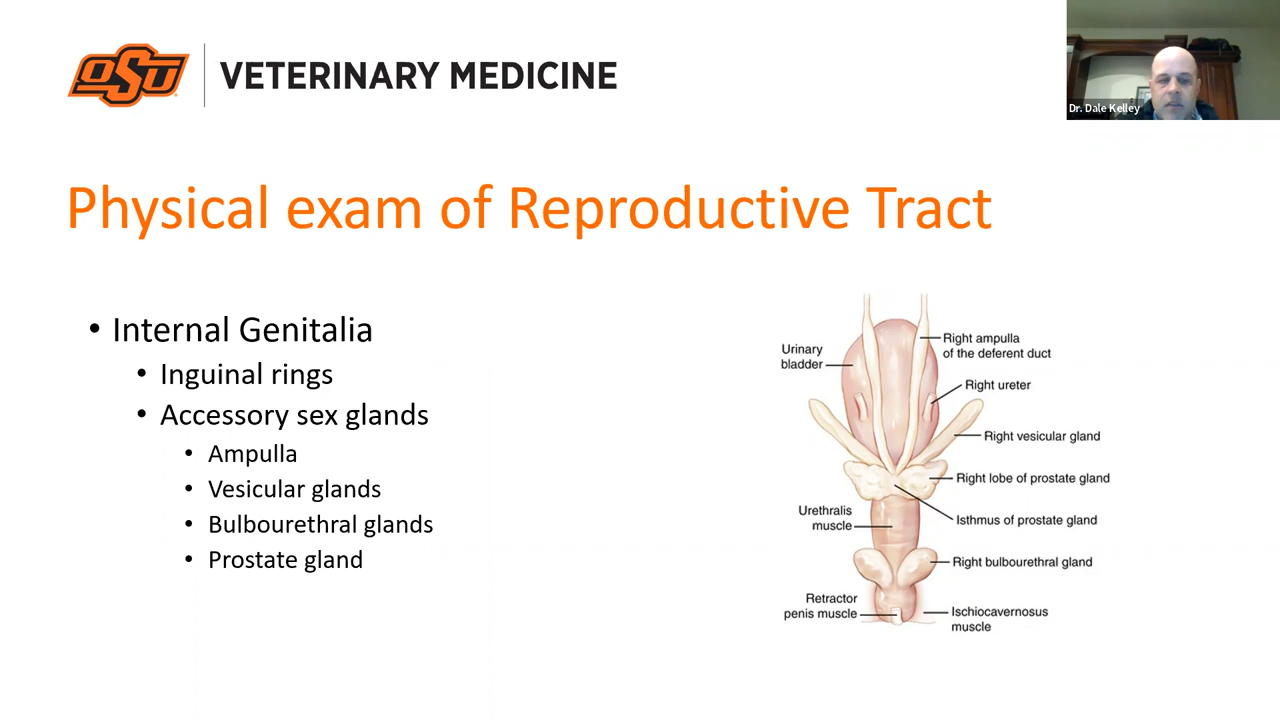 OSU
VETERINARY MEDICINE
Dr. Dale Kelley
Physical exam of Reproductive Tract
• Internal Genitalia
• Inguinal rings
• Accessory sex glands
• Ampulla
• Vesicular glands
• Bulbourethral glands
• Prostate gland
Urinary
bladder
Right ampulla
of the deferent duct
Right ureter
Right vesicular gland
Right lobe of prostate gland
Urethralis
muscle
Isthmus of prostate gland
Right bulbourethral gland
Retractor
penis muscle
Ischiocavernosus
muscle